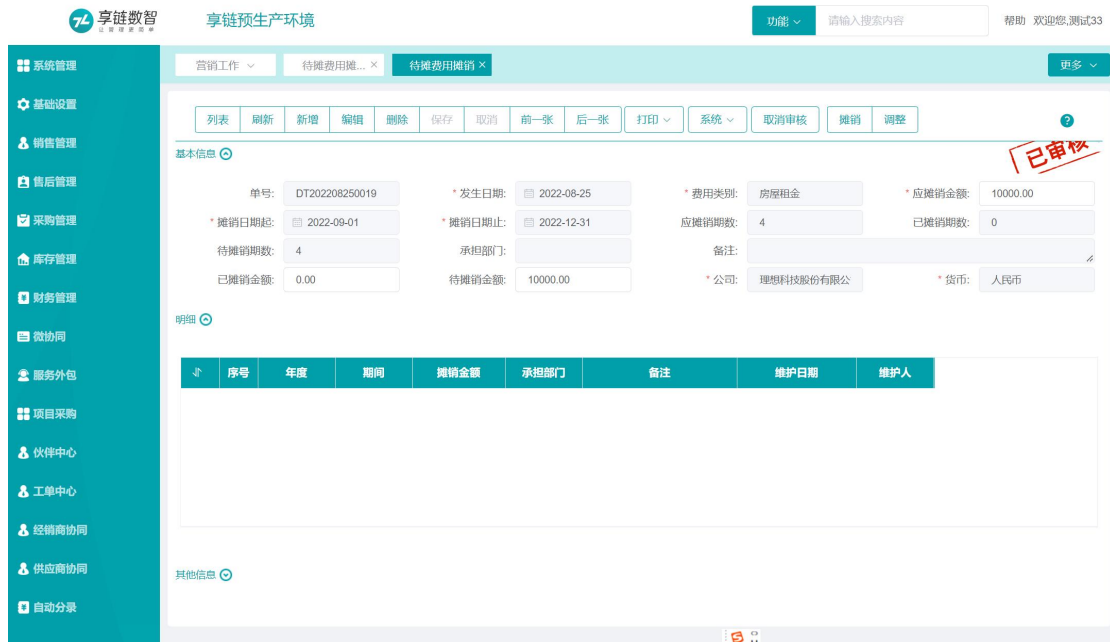 享链数智
让管理更简单
享链预生产环境
功能
请输入搜索内容
帮助 欢迎您,测试33
系统管理
基础设置
销售管理
售后管理
采购管理
库存管理
财务管理
微协同
服务外包
项目采购
伙伴中心
工单中心
经销商协同
供应商协同
自动分录
营销工作 待摊费用摊... × 待摊费用摊销 × 更多
列表 刷新 新增 编辑 删除 保存 取消 前一张 后一张 打印 系统 取消审核 摊销 调整 ?
基本信息
已审核
单号: DT202208250019 * 发生日期: 2022-08-25 * 费用类别: 房屋租金 * 应摊销金额: 10000.00
* 摊销日期起: 2022-09-01 * 摊销日期止: 2022-12-31 应摊销期数: 4 已摊销期数: 0
待摊销期数: 4 承担部门: 备注:
已摊销金额: 0.00 待摊销金额: 10000.00 * 公司: 理想科技股份有限公 * 货币: 人民币
明细
序号 年度 期间 摊销金额 承担部门 备注 维护日期 维护人
其他信息